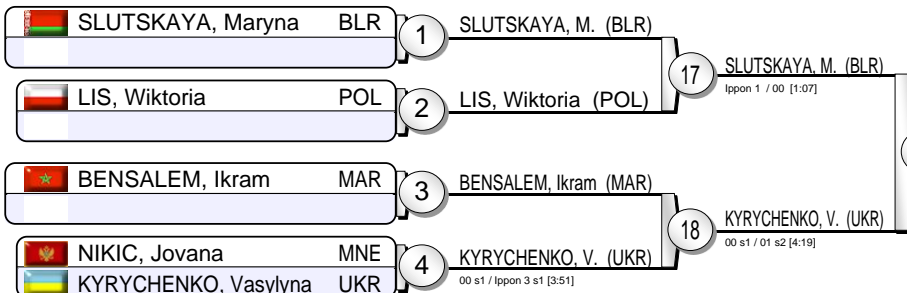 SLUTSKAYA, Maryna BLR
1
SLUTSKAYA, M. (BLR)
17
SLUTSKAYA, M. (BLR)
Ippon 1 / 00 [1:07]
LIS, Wiktoria POL
2
LIS, Wiktoria (POL)
BENSALEM, Ikram MAR
3
BENSALEM, Ikram (MAR)
18
KYRYCHENKO, V. (UKR)
00 s1 / 01 s2 [4:19]
NIKIC, Jovana MNE
KYRYCHENKO, Vasylyna UKR
4
KYRYCHENKO, V. (UKR)
00 s1 / Ippon 3 s1 [3:51]